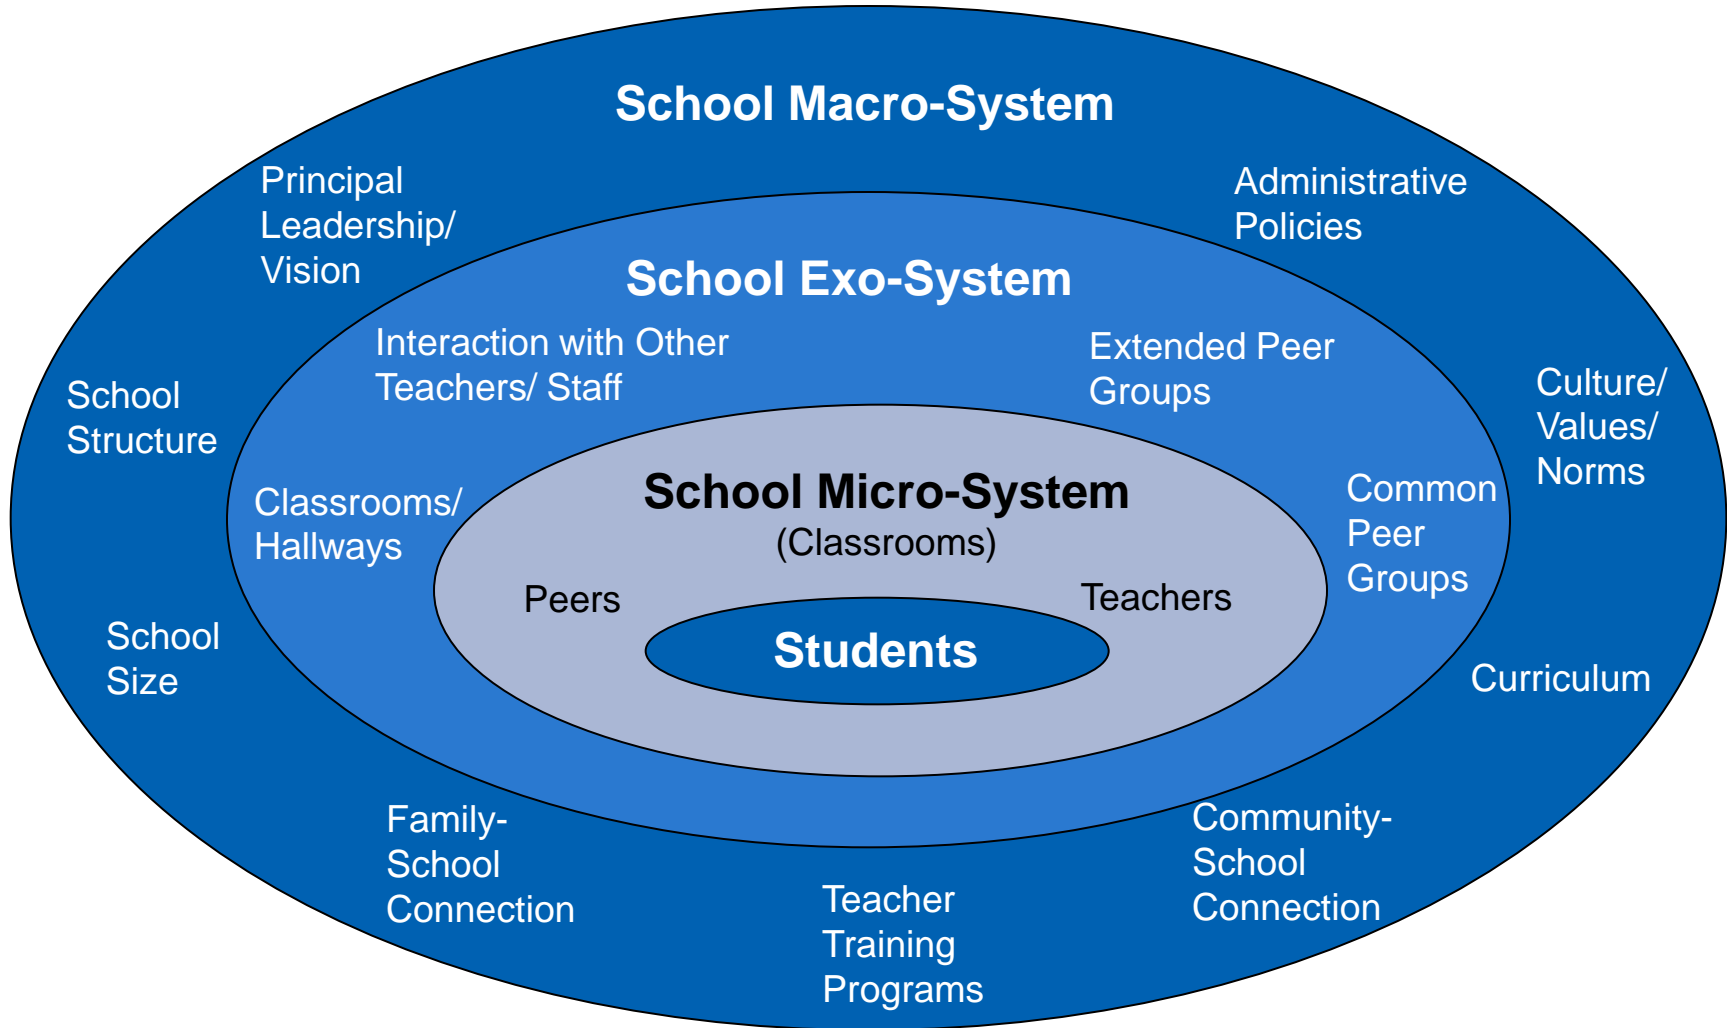 School Macro-System
Principal
Leadership/
Vision
Administrative
Policies
School Exo-System
Interaction with Other
Teachers/ Staff
Extended Peer
Groups
School
Structure
Culture/
Values/
Norms
Classrooms/
Hallways
School Micro-System
(Classrooms)
Common
Peer
Groups
Peers
Teachers
Students
School
Size
Curriculum
Family-
School
Connection
Teacher
Training
Programs
Community-
School
Connection